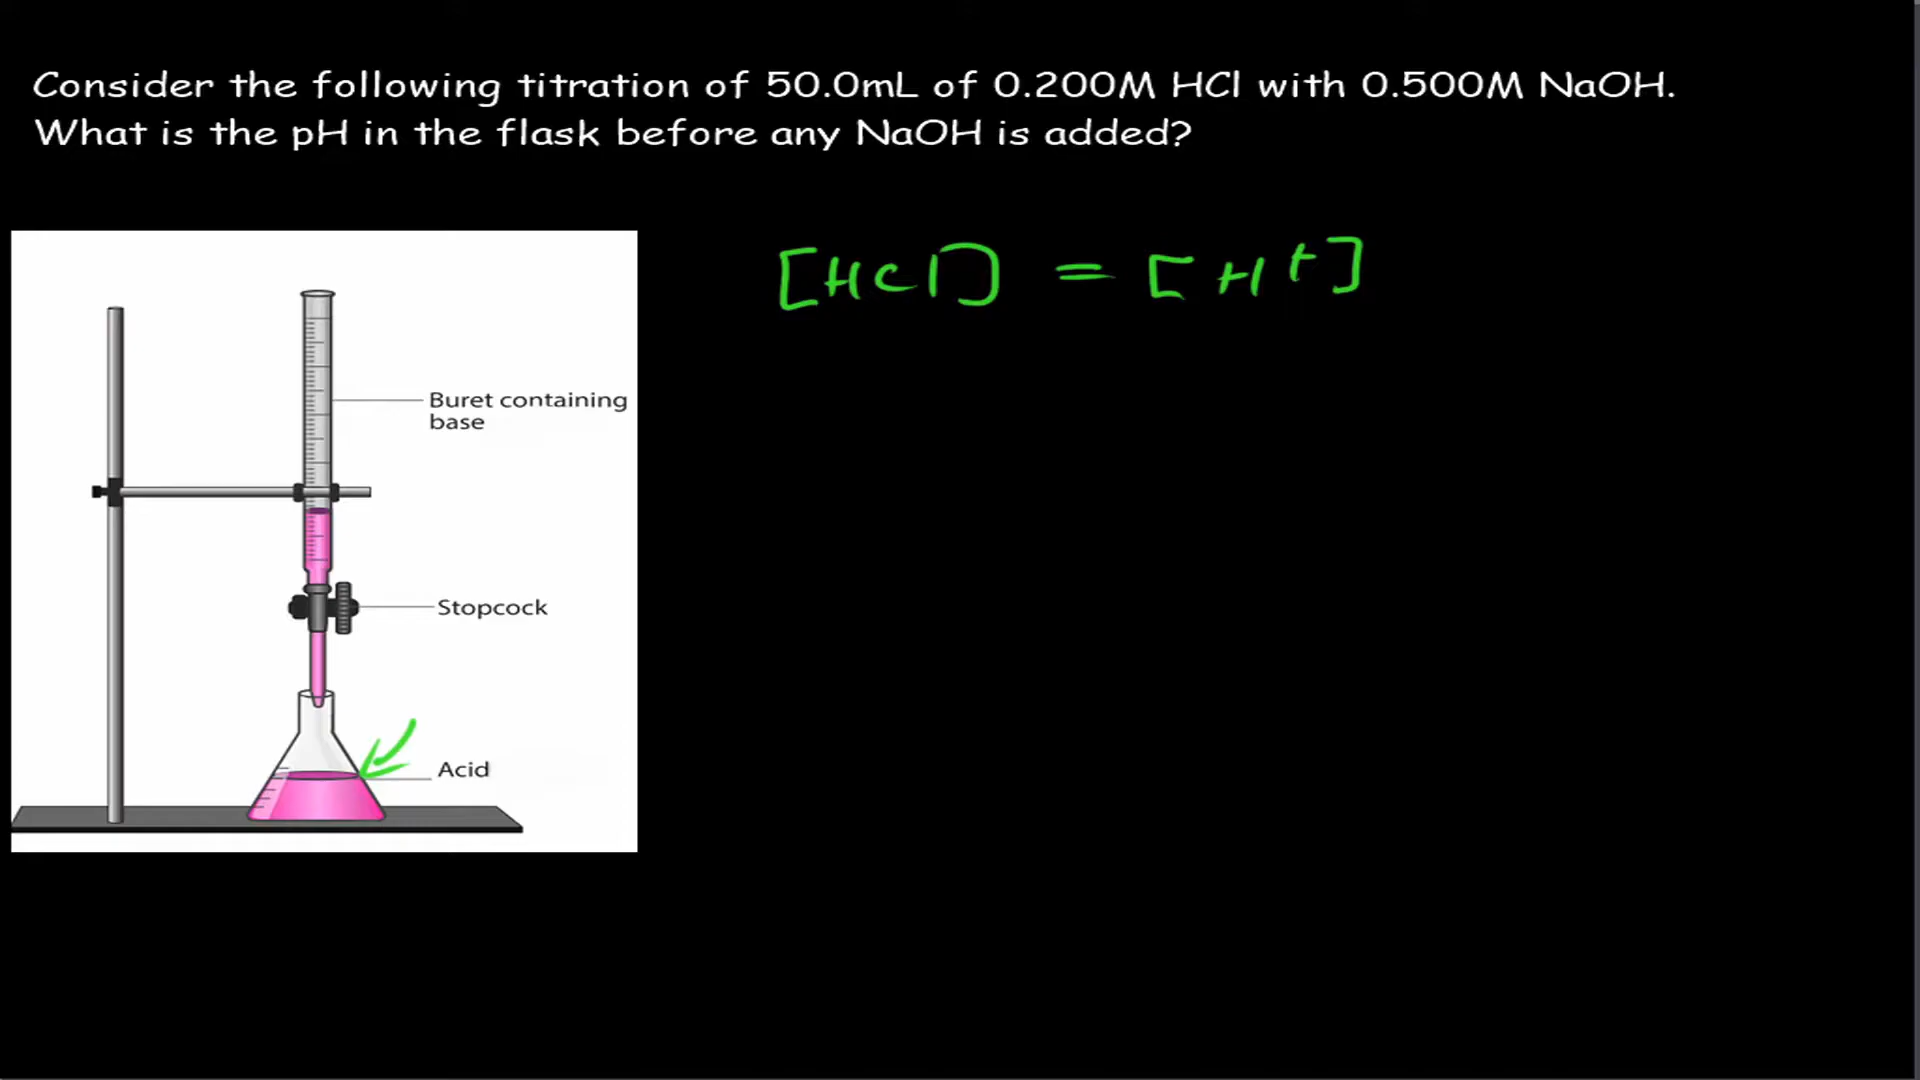 Consider the following titration of 50.0mL of 0.200M HCl with 0.500M NaOH.
What is the pH in the flask before any NaOH is added?
[HCl] = [H+]
Buret containing
base
Stopcock
Acid